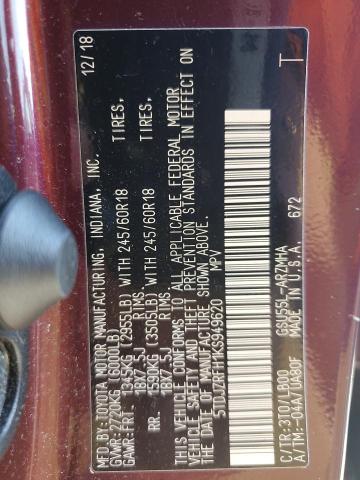 MFD BY: TOYOTA MOTOR MANUFACTURING, INDIANA, INC. 12/18
GVWR: 2720KG (6000LB)
GAWR: FRT. 1345KG (2955LB) WITH 245/60R18 TIRES,
18X7.5J RIMS
RR. 1590KG (3505LB) WITH 245/60R18 TIRES,
18X7.5J RIMS
THIS VEHICLE CONFORMS TO ALL APPLICABLE FEDERAL MOTOR
VEHICLE SAFETY AND THEFT PREVENTION STANDARDS IN EFFECT ON
THE DATE OF MANUFACTURE SHOWN ABOVE.
5TDJZRFH1KS949620 MPV
T
C/TR:3T0/LB00 GSU55L-ARZMHA
A/TM:-04A/UA80F MADE IN U.S.A. 672